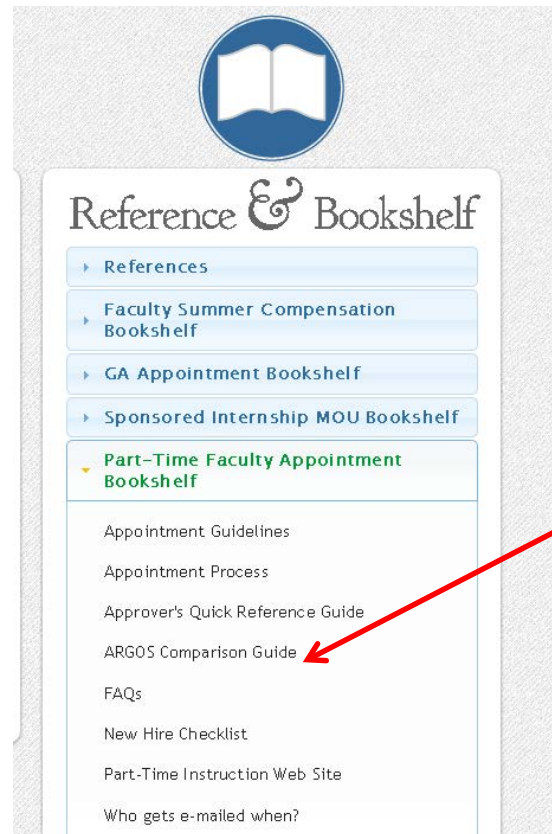 Reference & Bookshelf
References
Faculty Summer Compensation
Bookshelf
GA Appointment Bookshelf
Sponsored Internship MOU Bookshelf
Part-Time Faculty Appointment
Bookshelf
Appointment Guidelines
Appointment Process
Approver's Quick Reference Guide
ARGOS Comparison Guide
FAQs
New Hire Checklist
Part-Time Instruction Web Site
Who gets e-mailed when?